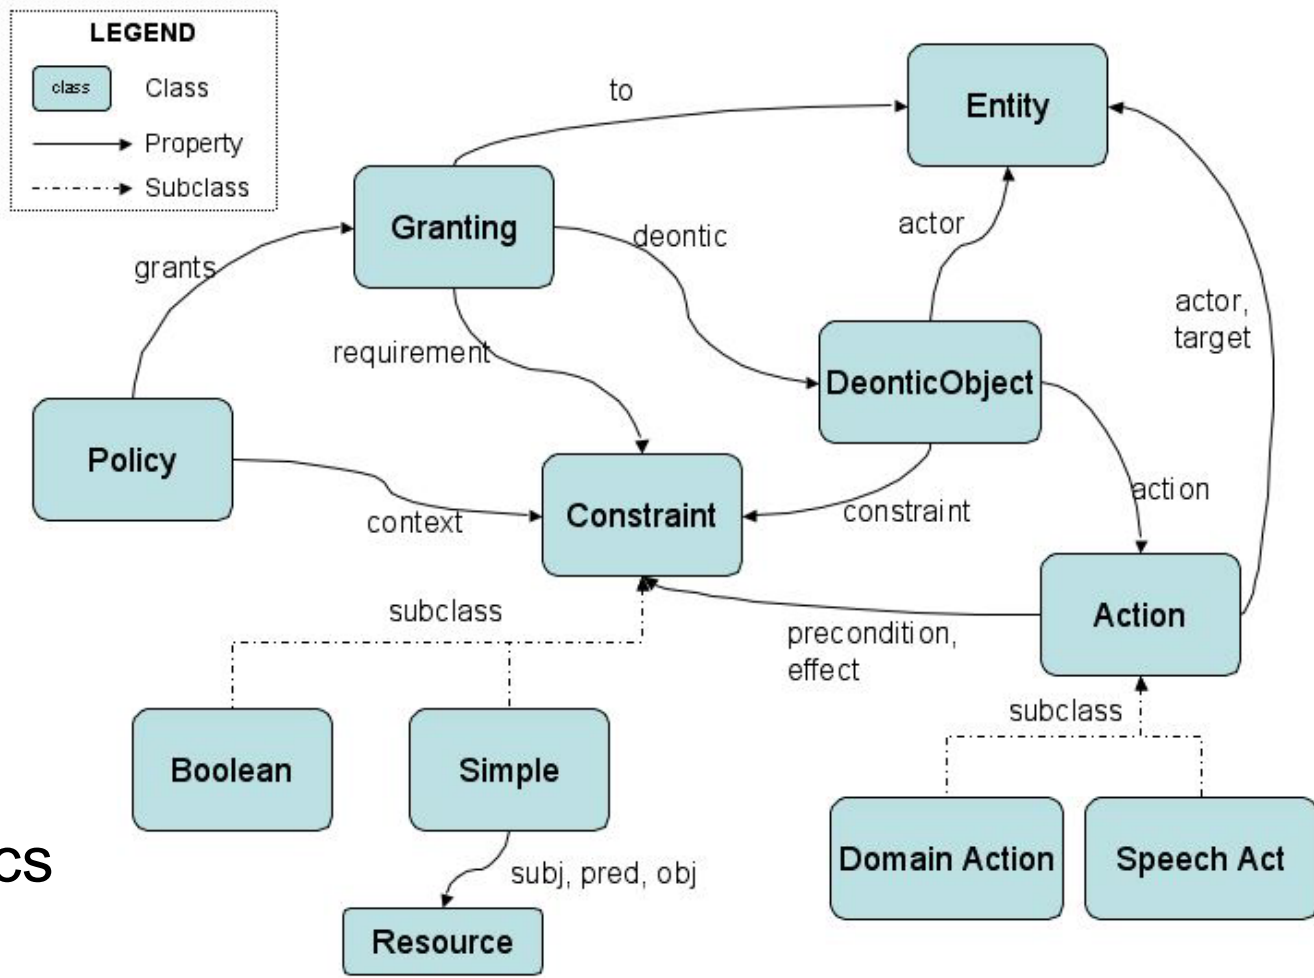 LEGEND
class
Class
Property
Subclass
to
Entity
Granting
deontic
actor
grants
actor,
target
requirement
DeonticObject
Policy
context
Constraint
constraint
action
subclass
precondition,
effect
Action
subclass
Boolean
Simple
Domain Action
Speech Act
cs
subj, pred, obj
Resource